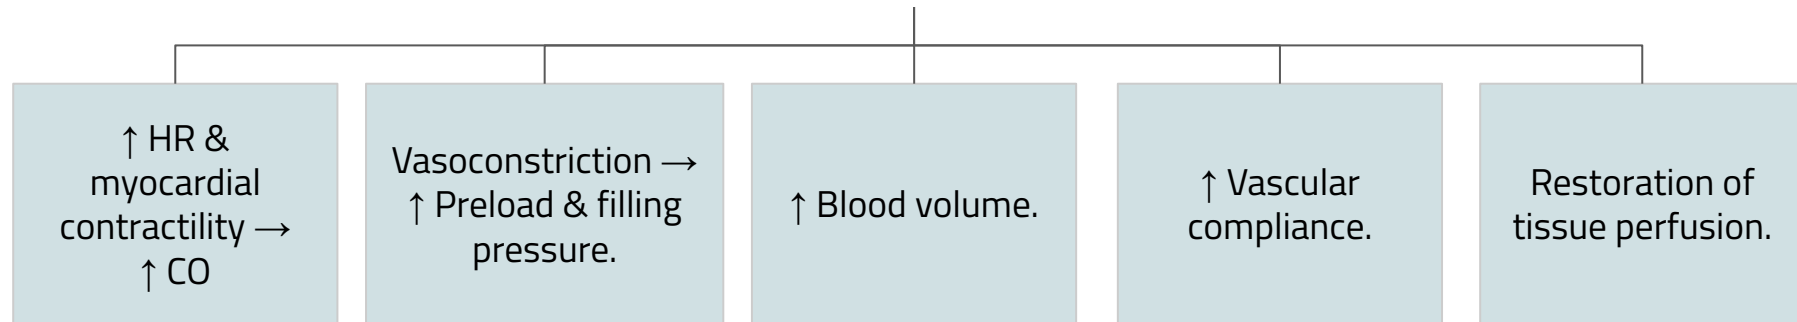 ↑ HR &
myocardial
contractility →
↑ CO
Vasoconstriction →
↑ Preload & filling
pressure.
↑ Blood volume.
↑ Vascular
compliance.
Restoration of
tissue perfusion.